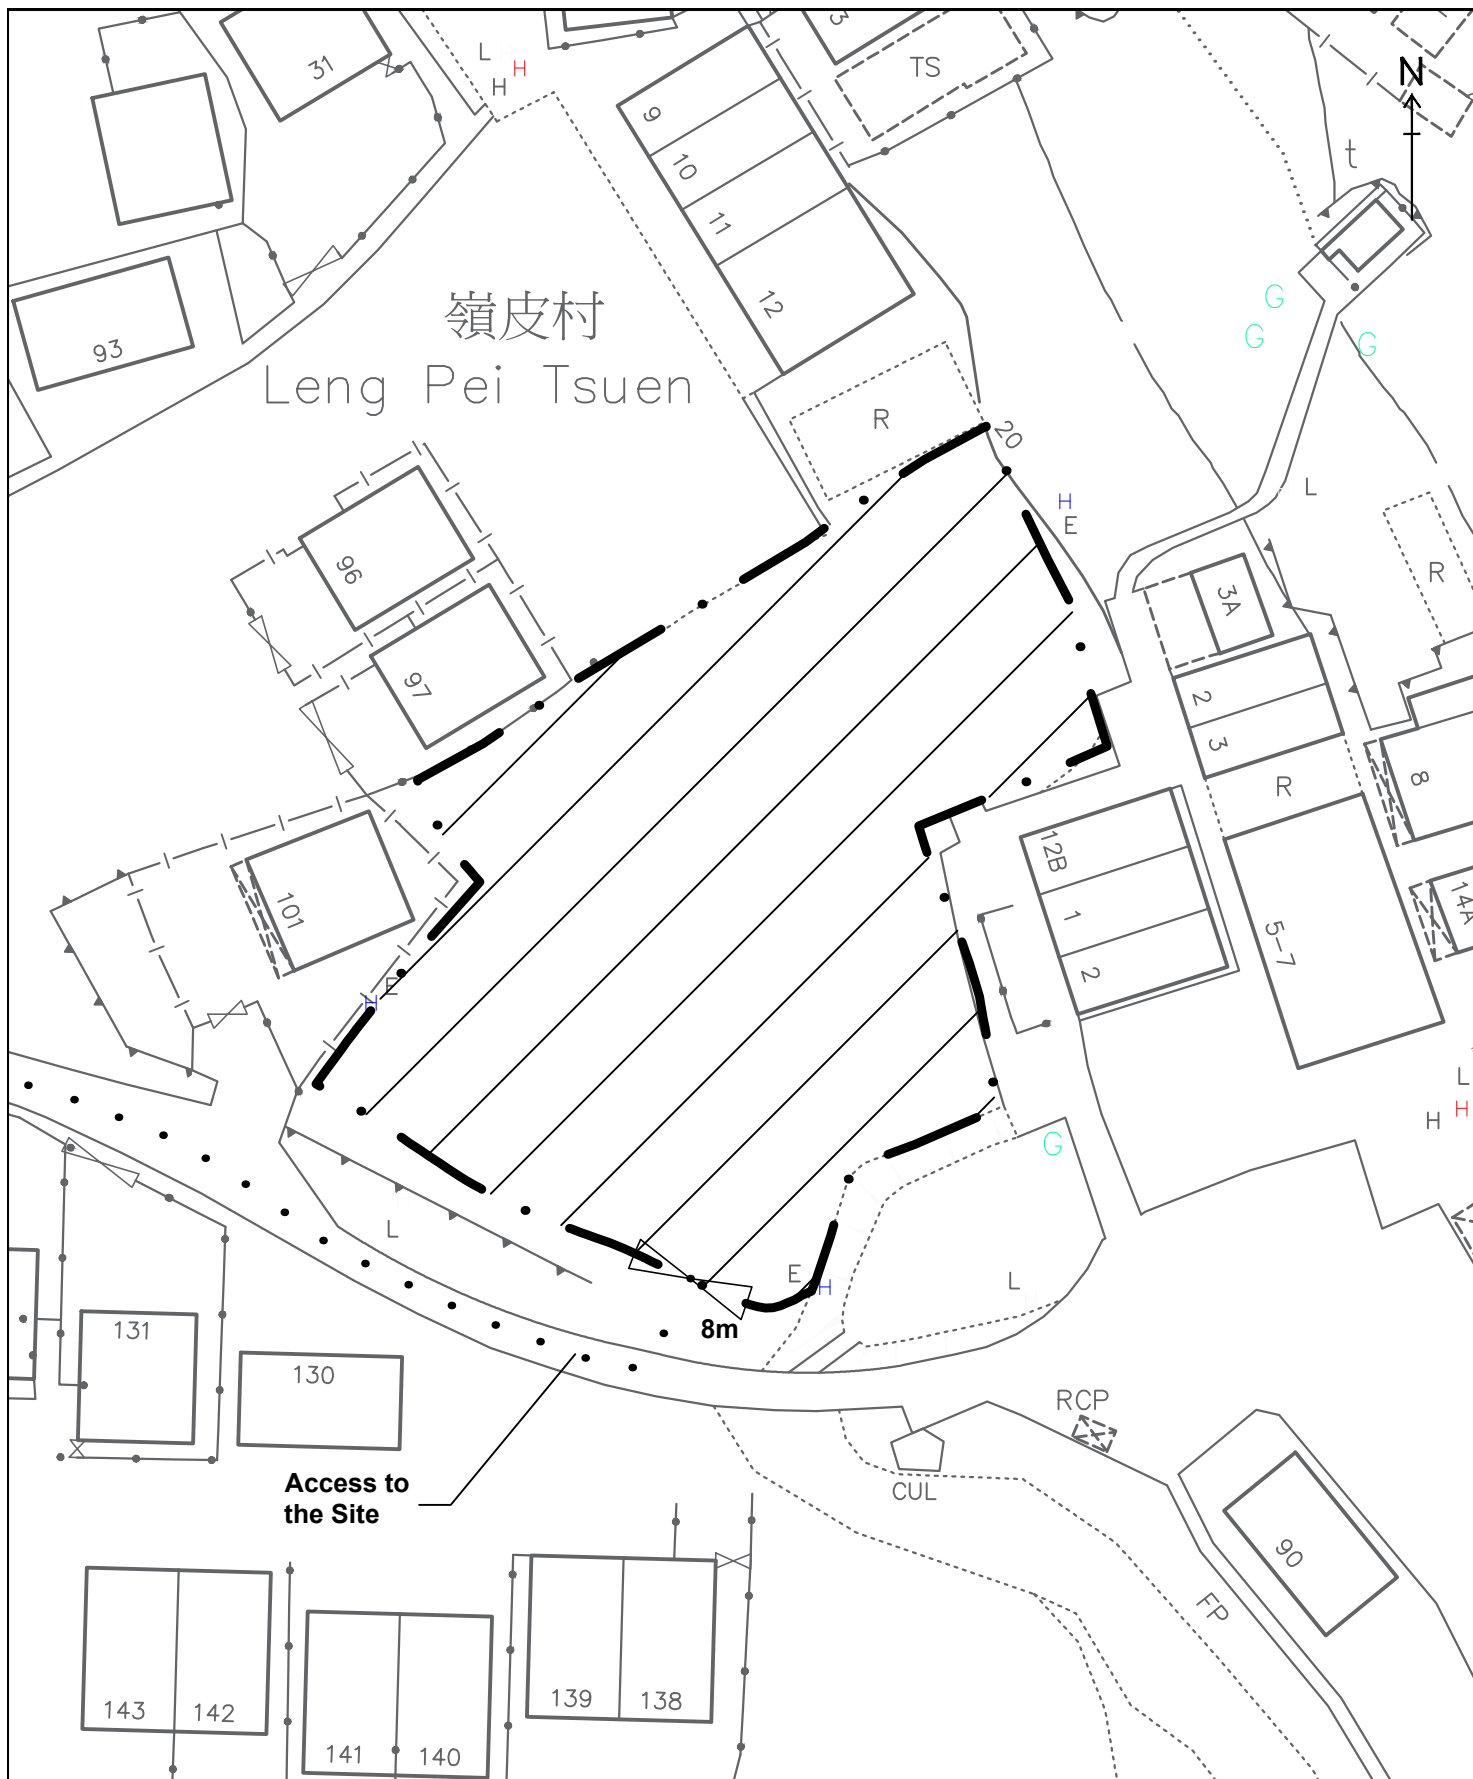 31
L
H
H
9
10
11
12
3
TS
N
t
93
嶺皮村
Leng Pei Tsuen
G
G
G
R
20
L
H
E
R
96
97
3A
2
3
R
8
101
12B
1
2
5-7
14A
E
H
L
H
H
G
L
E
H
L
8m
131
130
RCP
CUL
Access to
the Site
90
FP
143
142
141
140
139
138